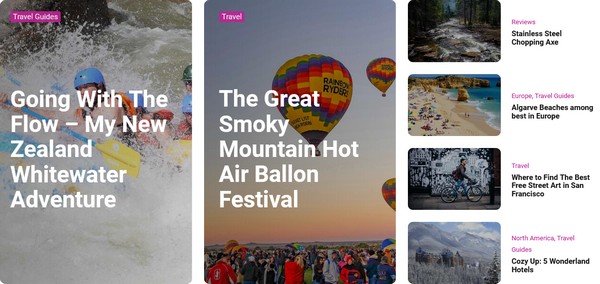 Travel Guides
Going With The
Flow – My New
Zealand
Whitewater
Adventure
Travel
RAINBOW
RYDERS
The Great
Smoky
Mountain Hot
Air Ballon
Festival
Reviews
Stainless Steel
Chopping Axe
Europe, Travel Guides
Algarve Beaches among
best in Europe
Travel
Where to Find The Best
Free Street Art in San
Francisco
North America, Travel
Guides
Cozy Up: 5 Wonderland
Hotels